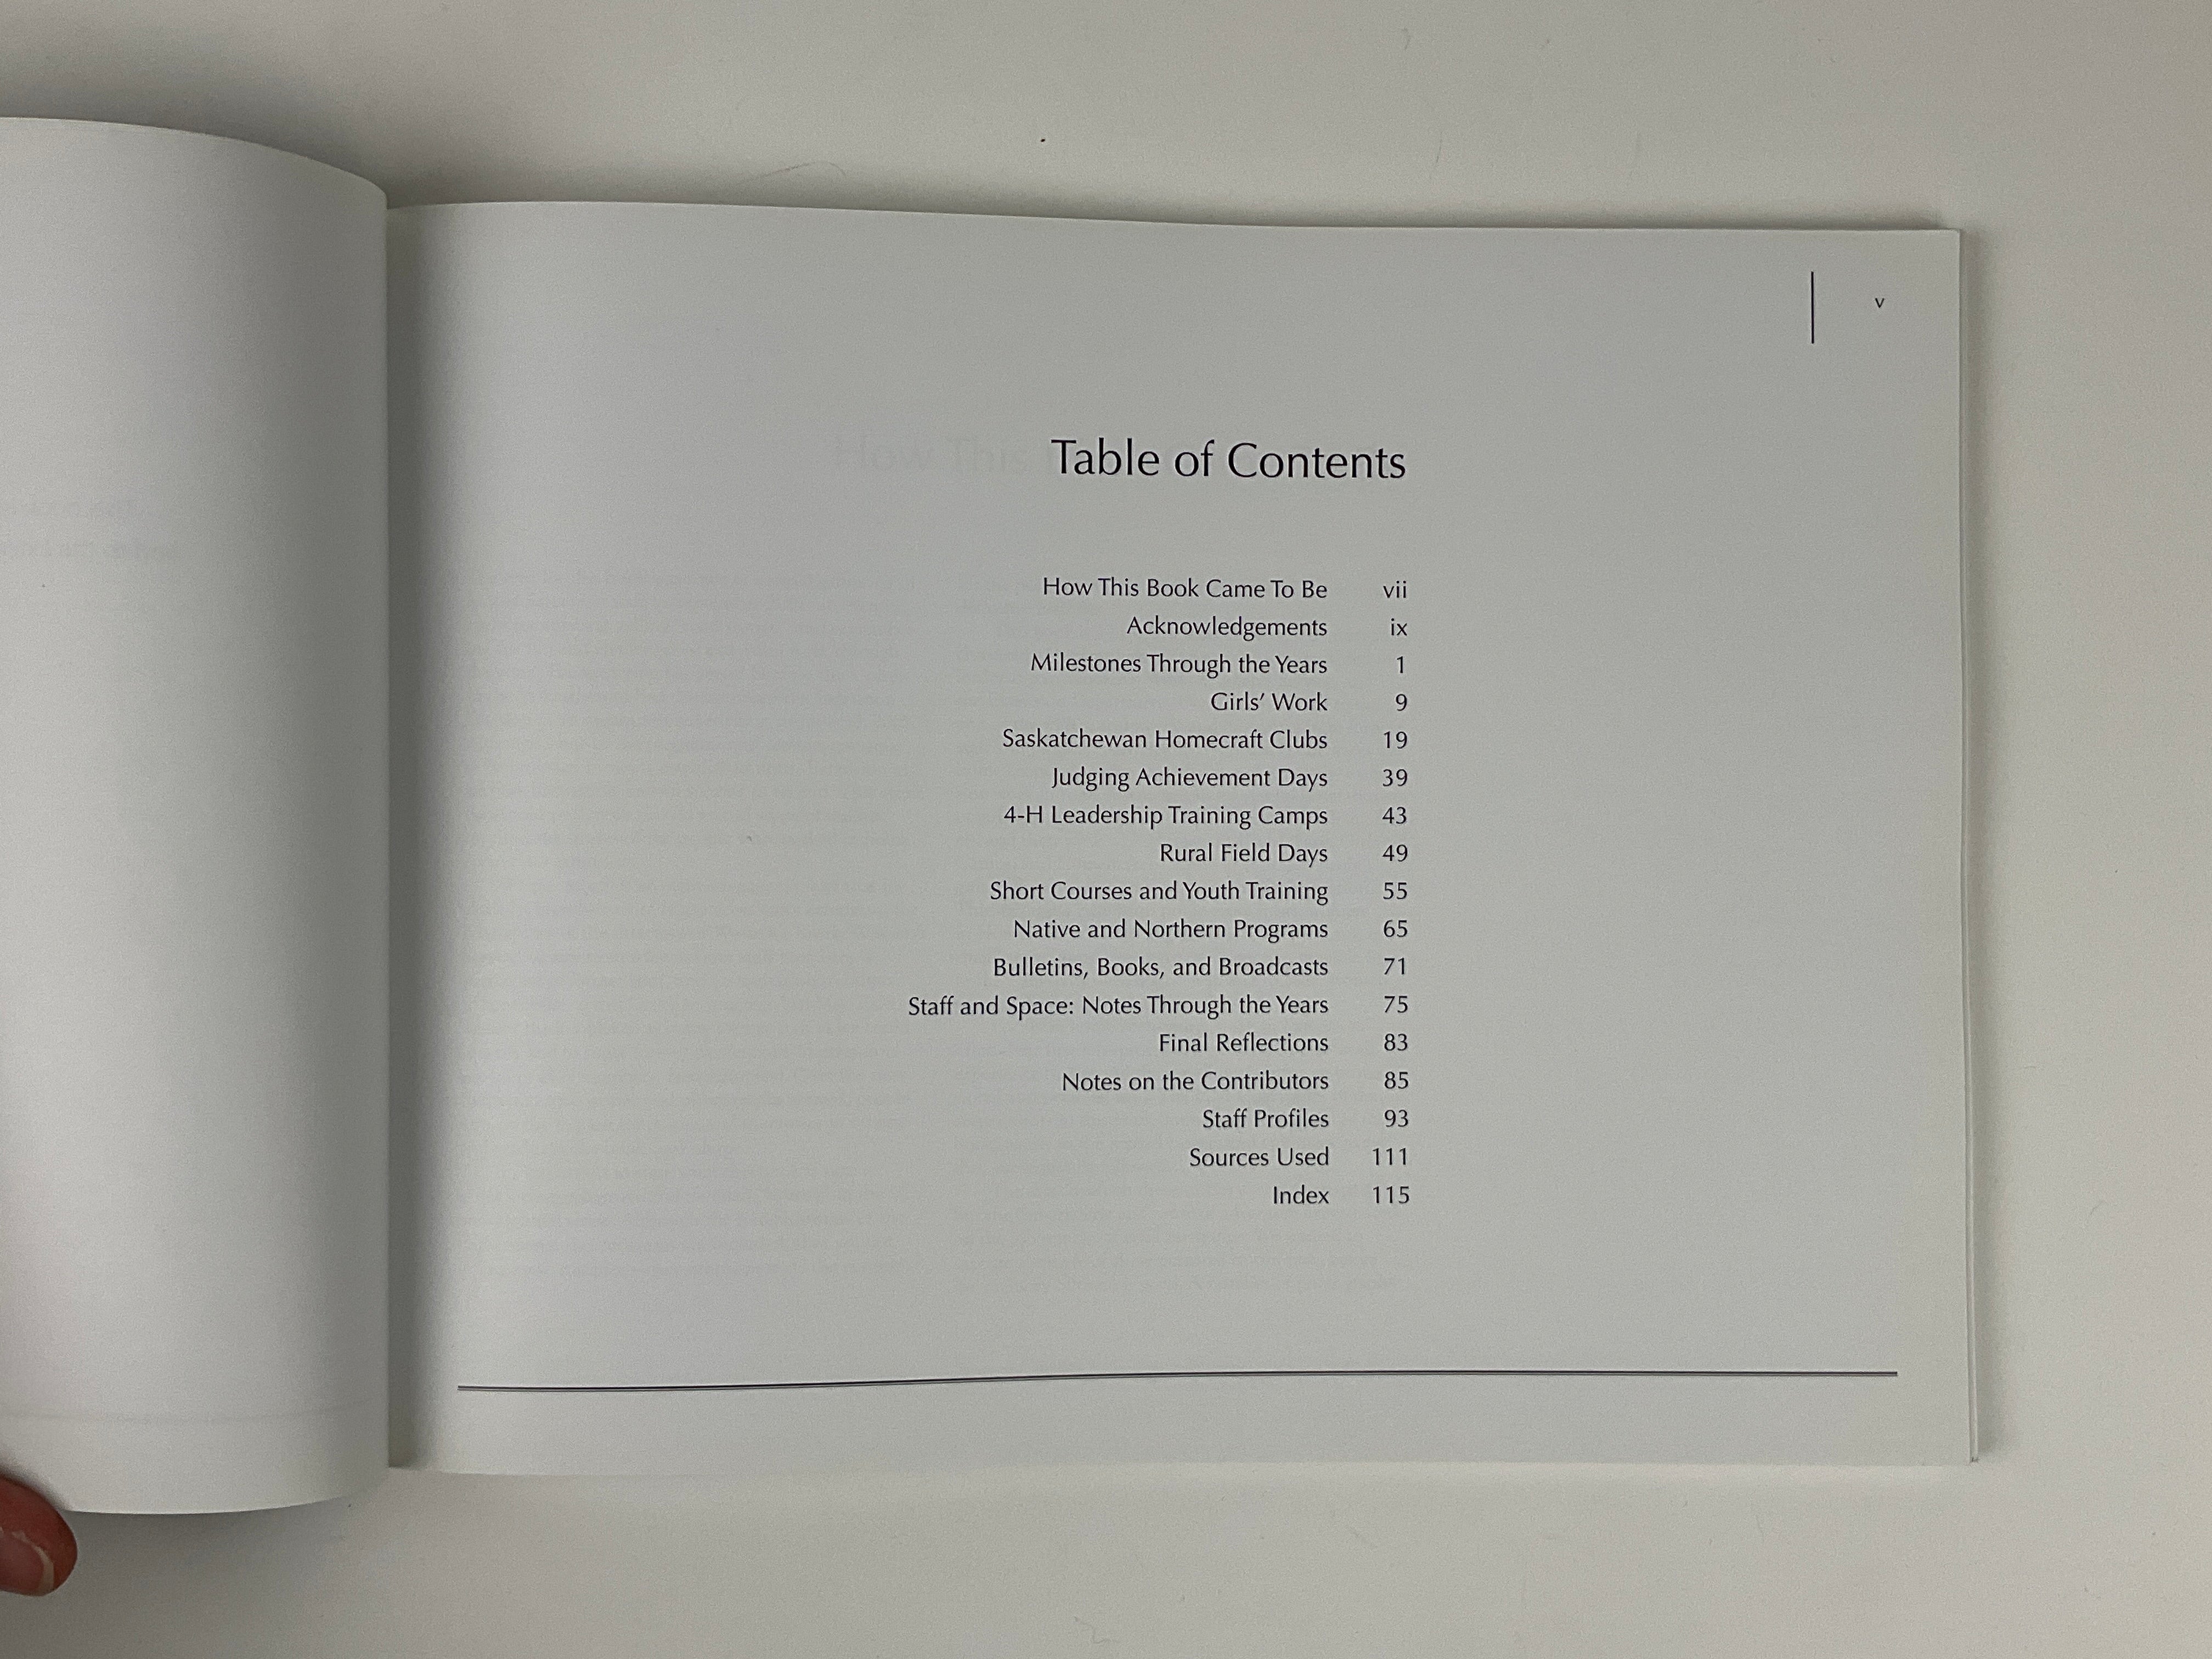 v
Table of Contents
How This Book Came To Be vii
Acknowledgements ix
Milestones Through the Years 1
Girls' Work 9
Saskatchewan Homecraft Clubs 19
Judging Achievement Days 39
4-H Leadership Training Camps 43
Rural Field Days 49
Short Courses and Youth Training 55
Native and Northern Programs 65
Bulletins, Books, and Broadcasts 71
Staff and Space: Notes Through the Years 75
Final Reflections 83
Notes on the Contributors 85
Staff Profiles 93
Sources Used 111
Index 115